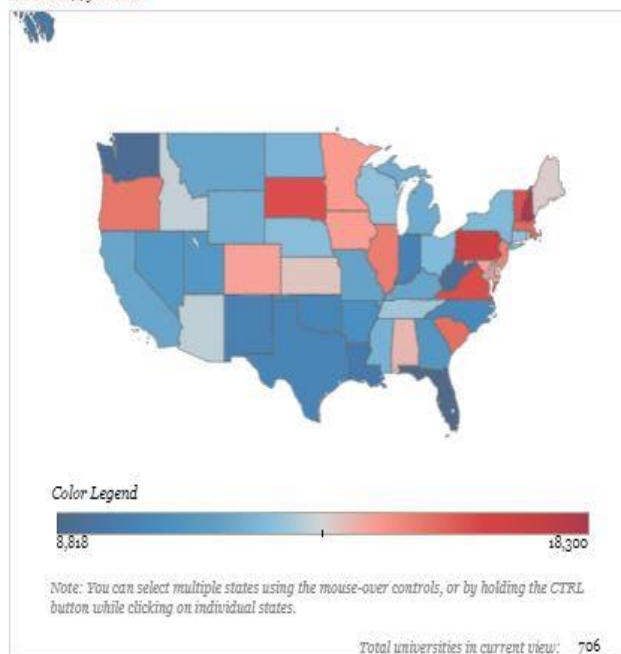 Color Legend
8,818 18,300
Note: You can select multiple states using the mouse-over controls, or by holding the CTRL
button while clicking on individual states.
Total universities in current view: 706